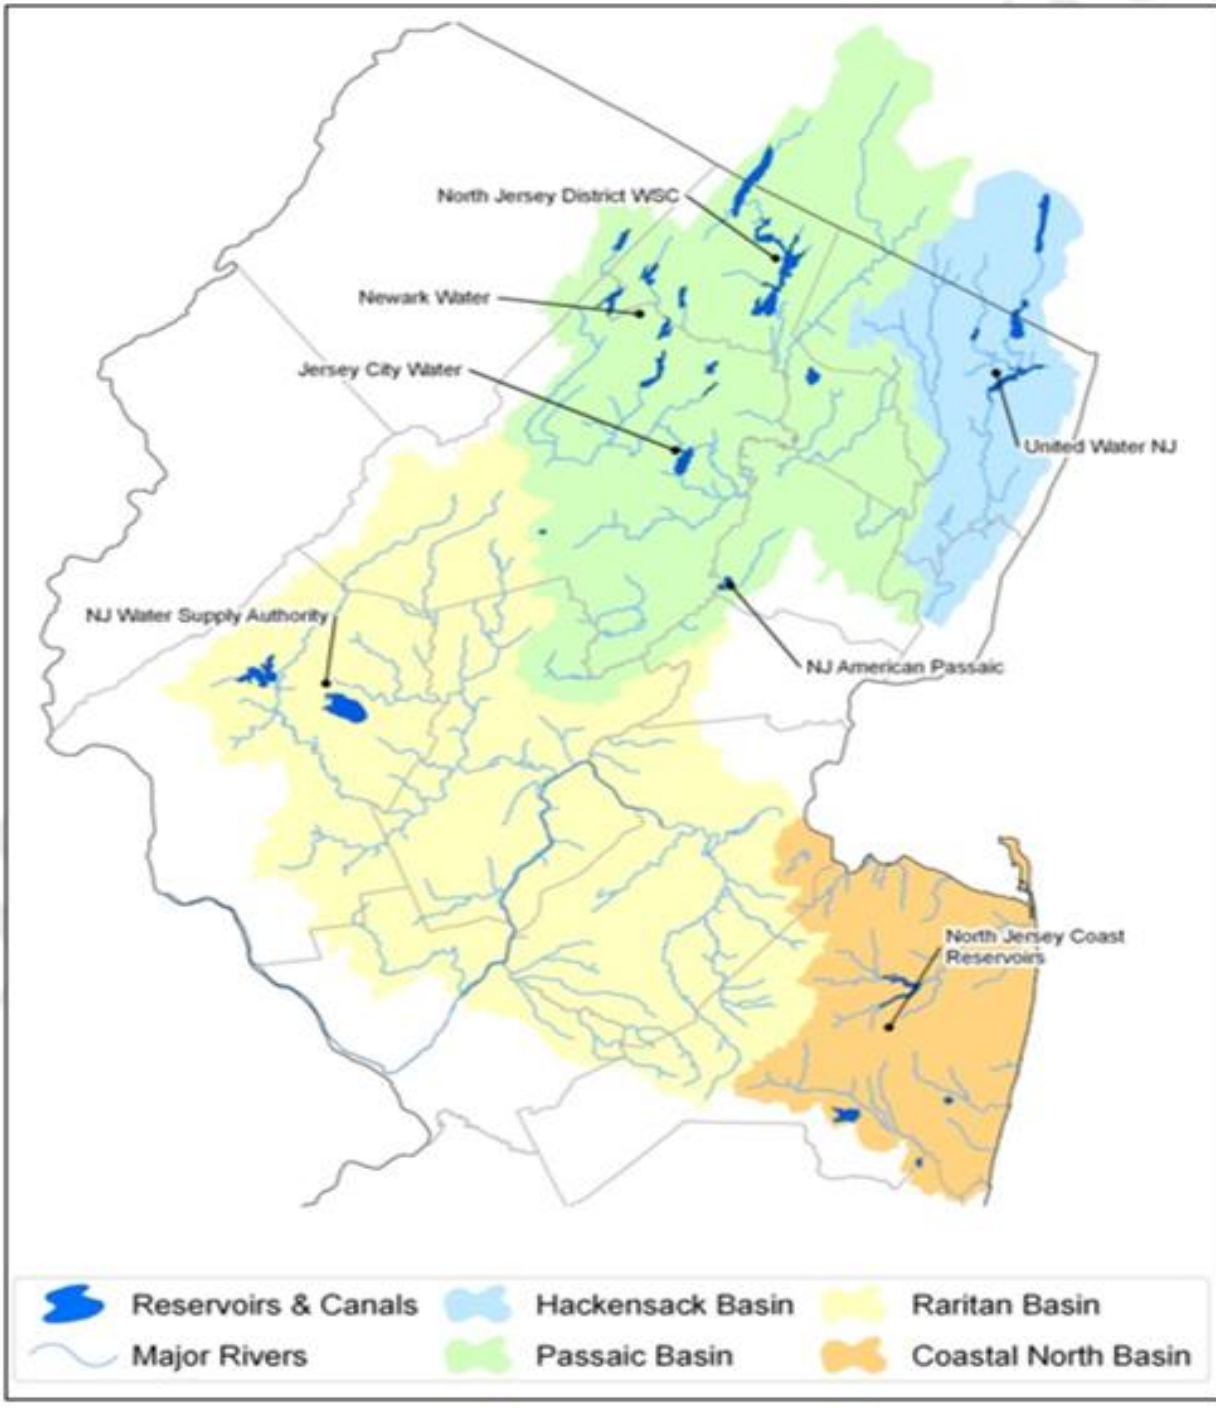 North Jersey District WSC
Newark Water
Jersey City Water
United Water NJ
NJ Water Supply Authority
NJ American Passaic
North Jersey Coast
Reservoirs
Reservoirs & Canals
Hackensack Basin
Raritan Basin
Major Rivers
Passaic Basin
Coastal North Basin